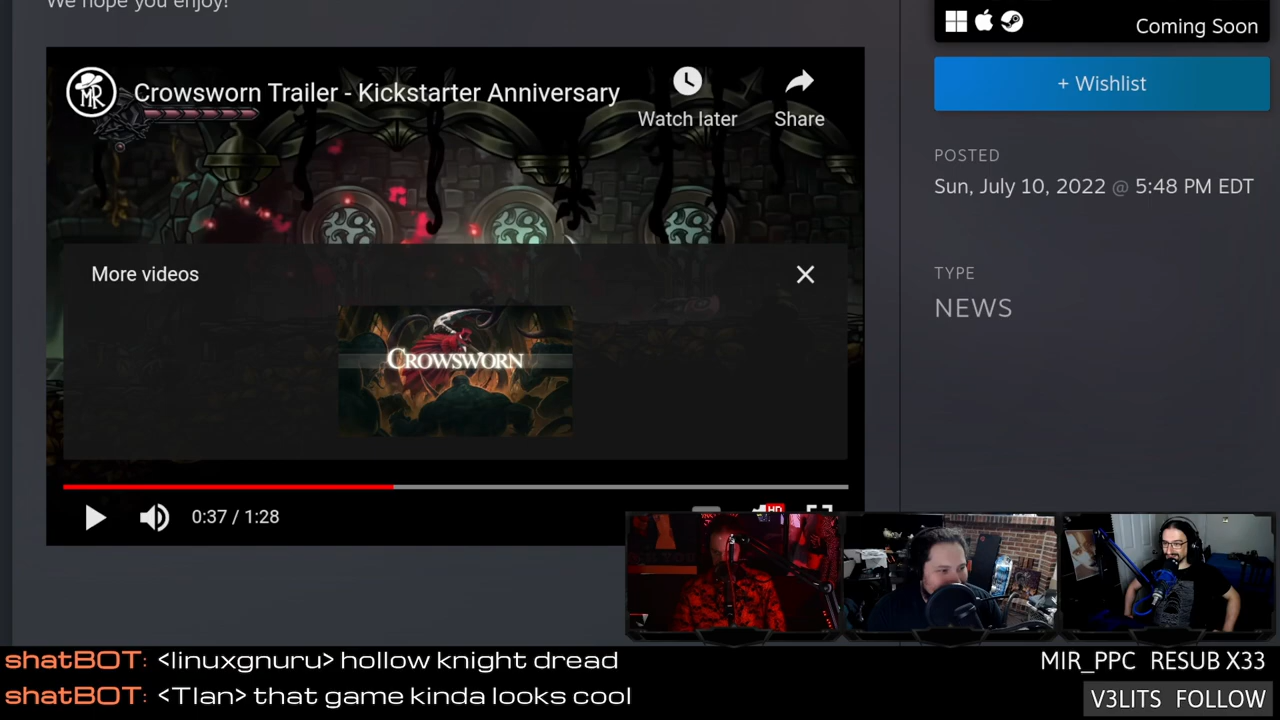 We hope you enjoy!
Coming Soon
+ Wishlist
MR
Crowsworn Trailer - Kickstarter Anniversary
Watch later
Share
POSTED
Sun, July 10, 2022 @ 5:48 PM EDT
More videos
TYPE
NEWS
CROWSWORN
0:37 / 1:28
HD
shatBOT: <linuxgnuru> hollow knight dread
MIR_PPC RESUB X33
shatBOT: <Tlan> that game kinda looks cool
V3LITS FOLLOW